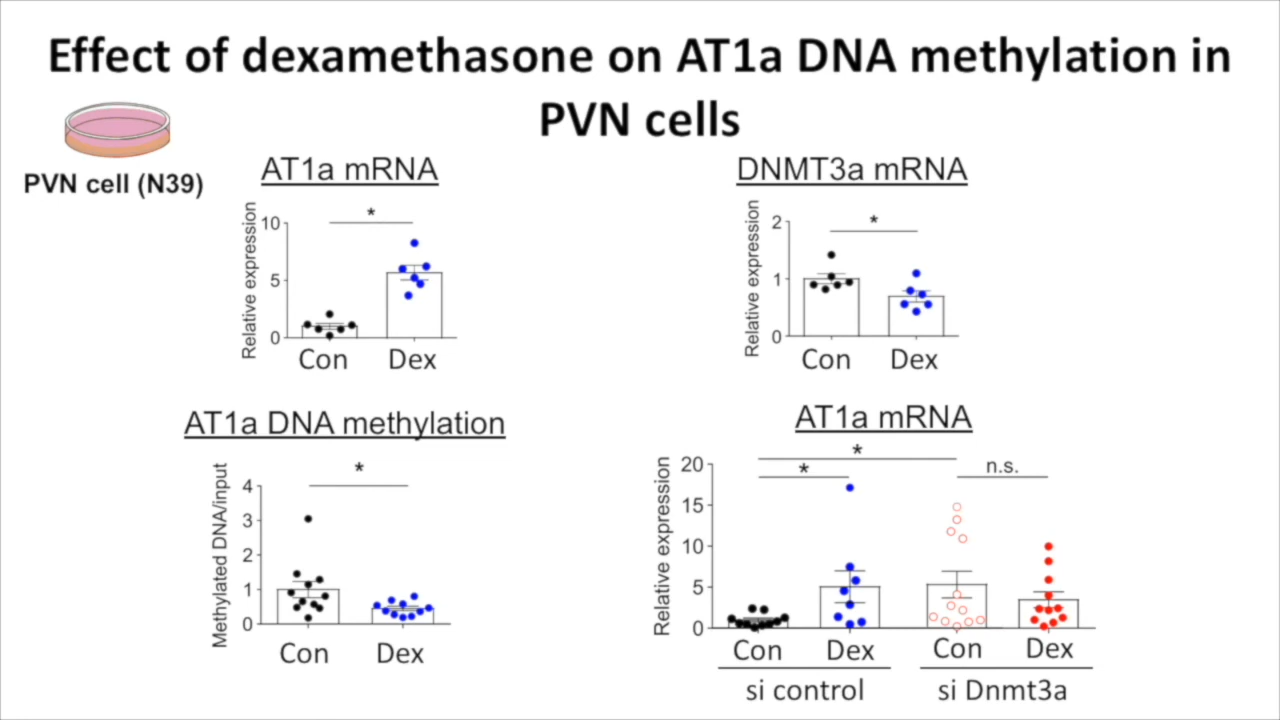 Effect of dexamethasone on AT1a DNA methylation in
PVN cells
PVN cell (N39)
AT1a mRNA
Relative expression
10
5
0
*
Con
Dex
DNMT3a mRNA
Relative expression
2
1
0
*
Con
Dex
AT1a DNA methylation
Methylated DNA/input
4
3
2
1
0
*
Con
Dex
AT1a mRNA
Relative expression
20
15
10
5
0
*
*
n.s.
Con
Dex
Con
Dex
si control
si Dnmt3a